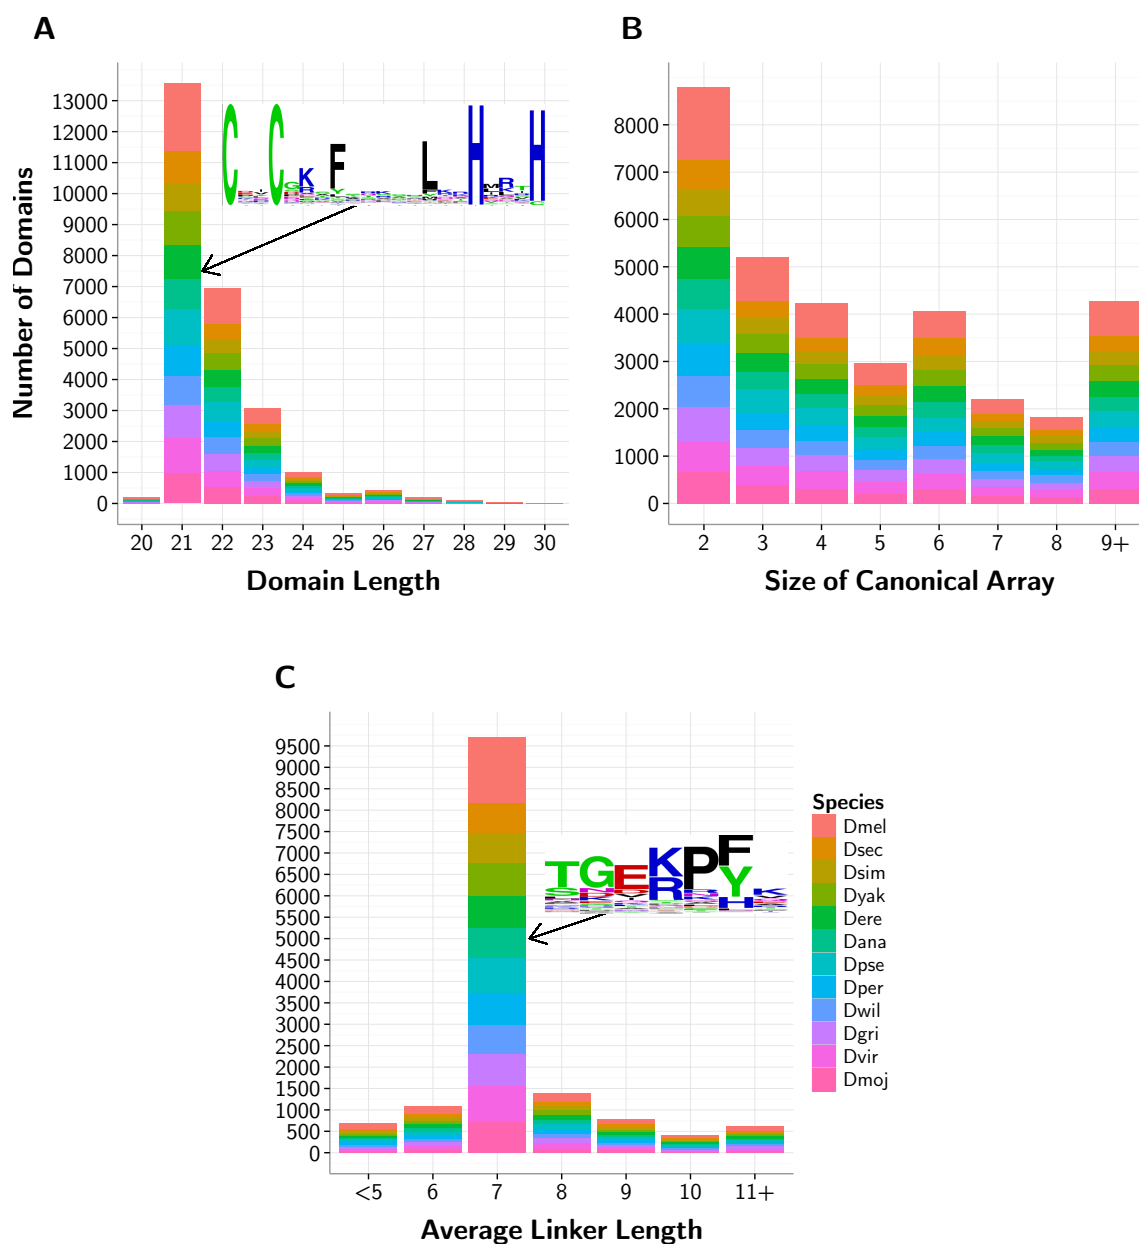 A
B
Number of Domains
13000
12000
11000
10000
9000
8000
7000
6000
5000
4000
3000
2000
1000
0
C C K F L H R H
20 21 22 23 24 25 26 27 28 29 30
Domain Length
8000
7000
6000
5000
4000
3000
2000
1000
0
2 3 4 5 6 7 8 9+
Size of Canonical Array
C
9500
9000
8500
8000
7500
7000
6500
6000
5500
5000
4500
4000
3500
3000
2500
2000
1500
1000
500
0
TGEKPF
RY
H
K
<5 6 7 8 9 10 11+
Average Linker Length
Species
Dmel
Dsec
Dsim
Dyak
Dere
Dana
Dpse
Dper
Dwil
Dgri
Dvir
Dmoj